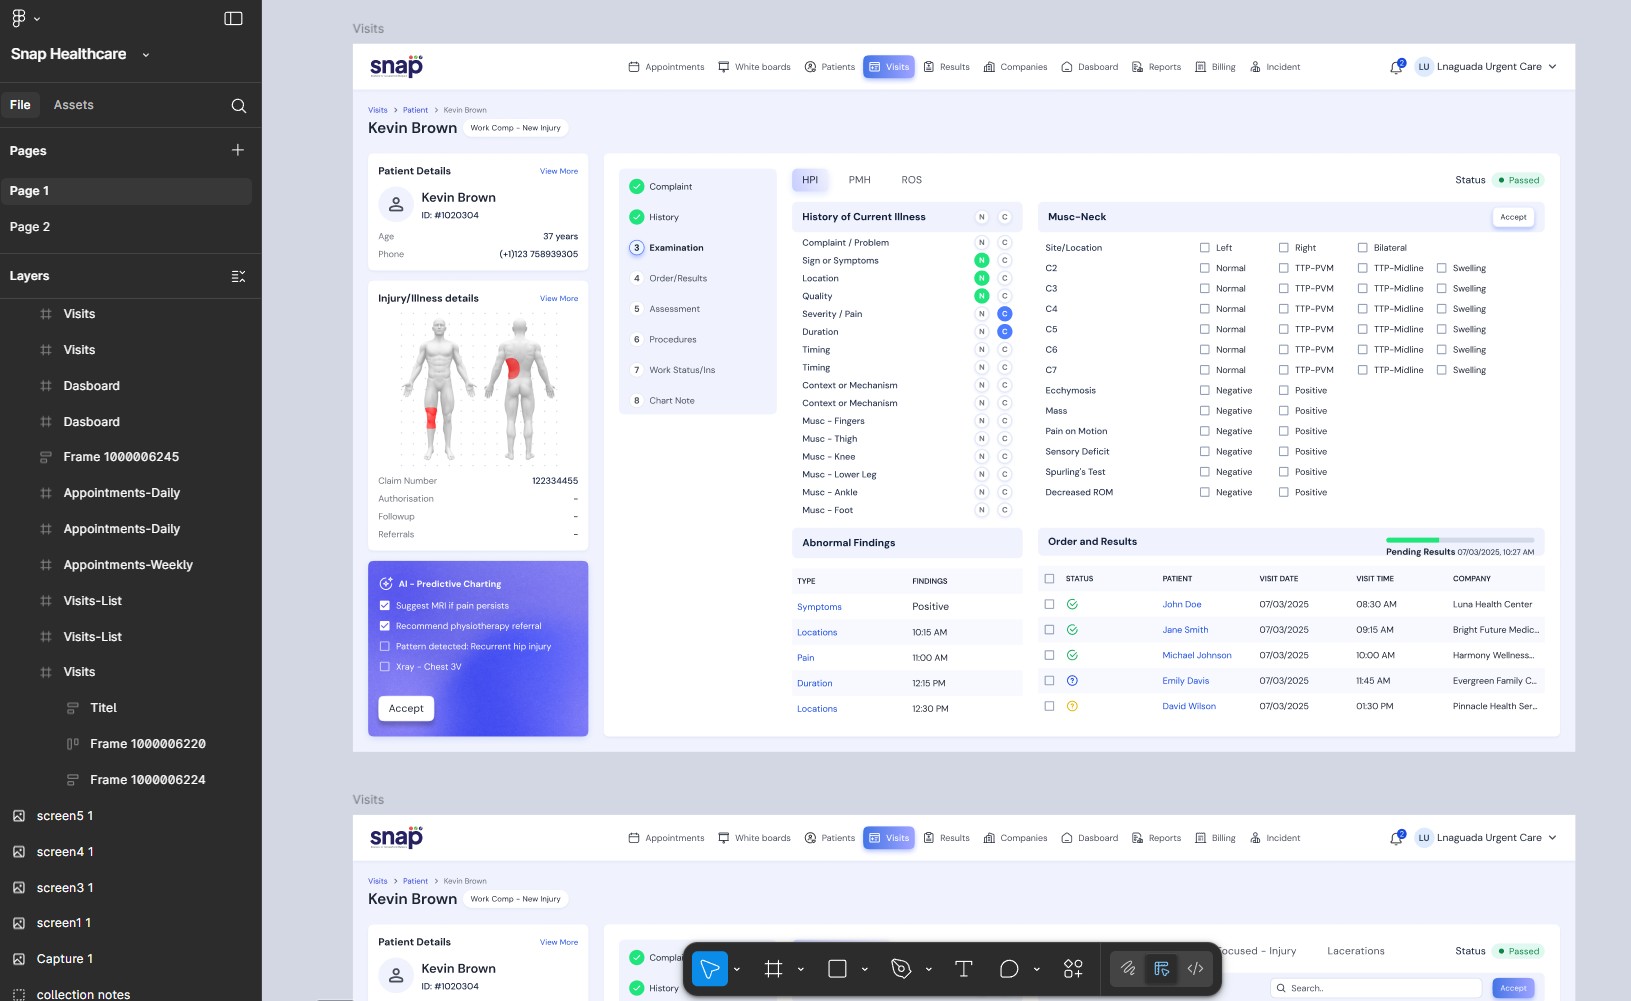 Snap Healthcare
File Assets
Pages
Page 1
Page 2
Layers
Visits
Visits
Dasboard
Dasboard
Frame 1000006245
Appointments-Daily
Appointments-Daily
Appointments-Weekly
Visits-List
Visits-List
Visits
Titel
Frame 1000006220
Frame 1000006224
screen5 1
screen4 1
screen3 1
screen1 1
Capture 1
collection notes
Visits
snap Appointments White boards Patients Visits Results Companies Dasboard Reports Billing Incident 2 LU Lnaguada Urgent Care
Visits > Patient > Kevin Brown
Kevin Brown Work Comp - New Injury
Patient Details View More
Kevin Brown
ID: #1020304
Age 37 years
Phone (+1)123 758939305
Injury/Illness details View More
Claim Number 122334455
Authorisation -
Followup -
Referrals -
AI - Predictive Charting
Suggest MRI if pain persists
Recommend physiotherapy referral
Pattern detected: Recurrent hip injury
Xray - Chest 3V
Accept
Complaint
History
3 Examination
4 Order/Results
5 Assessment
6 Procedures
7 Work Status/Ins
8 Chart Note
HPI PMH ROS Status Passed
History of Current Illness N C
Complaint / Problem N C
Sign or Symptoms N C
Location N C
Quality N C
Severity / Pain N C
Duration N C
Timing N C
Timing N C
Context or Mechanism N C
Context or Mechanism N C
Musc - Fingers N C
Musc - Thigh N C
Musc - Knee N C
Musc - Lower Leg N C
Musc - Ankle N C
Musc - Foot N C
Musc-Neck Accept
Site/Location Left Right Bilateral
C2 Normal TTP-PVM TTP-Midline Swelling
C3 Normal TTP-PVM TTP-Midline Swelling
C4 Normal TTP-PVM TTP-Midline Swelling
C5 Normal TTP-PVM TTP-Midline Swelling
C6 Normal TTP-PVM TTP-Midline Swelling
C7 Normal TTP-PVM TTP-Midline Swelling
Ecchymosis Negative Positive
Mass Negative Positive
Pain on Motion Negative Positive
Sensory Deficit Negative Positive
Spurling's Test Negative Positive
Decreased ROM Negative Positive
Abnormal Findings
TYPE FINDINGS
Symptoms Positive
Locations 10:15 AM
Pain 11:00 AM
Duration 12:15 PM
Locations 12:30 PM
Order and Results
Pending Results 07/03/2025, 10:27 AM
STATUS PATIENT VISIT DATE VISIT TIME COMPANY
John Doe 07/03/2025 08:30 AM Luna Health Center
Jane Smith 07/03/2025 09:15 AM Bright Future Medic...
Michael Johnson 07/03/2025 10:00 AM Harmony Wellness...
Emily Davis 07/03/2025 11:45 AM Evergreen Family C...
David Wilson 07/03/2025 01:30 PM Pinnacle Health Ser...
Visits
snap Appointments White boards Patients Visits Results Companies Dasboard Reports Billing Incident 2 LU Lnaguada Urgent Care
Visits > Patient > Kevin Brown
Kevin Brown Work Comp - New Injury
Patient Details View More
Kevin Brown
ID: #1020304
Complai
History
ocused - Injury Lacerations Status Passed
Search.. Accept